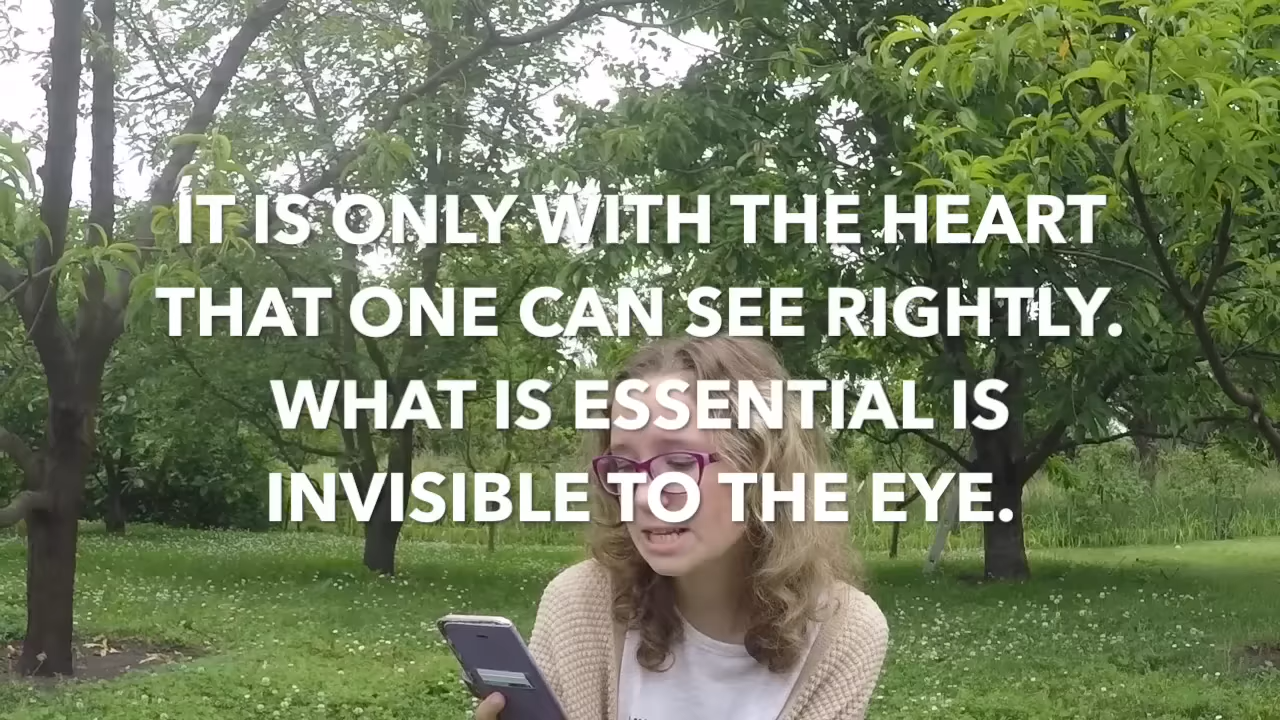 IT IS ONLY WITH THE HEART
THAT ONE CAN SEE RIGHTLY.
WHAT IS ESSENTIAL IS
INVISIBLE TO THE EYE.